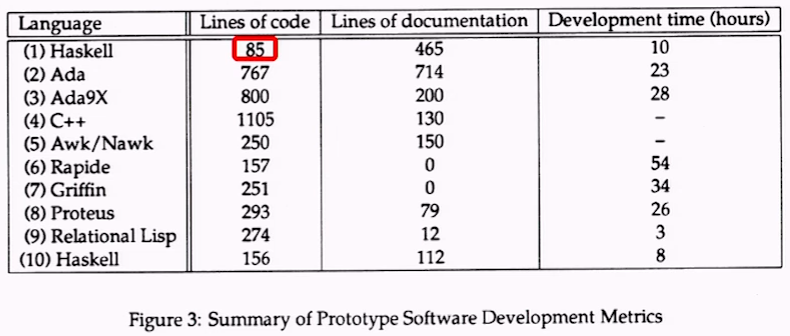 Language Lines of code Lines of documentation Development time (hours)
(1) Haskell 85 465 10
(2) Ada 767 714 23
(3) Ada9X 800 200 28
(4) C++ 1105 130 –
(5) Awk/Nawk 250 150 –
(6) Rapide 157 0 54
(7) Griffin 251 0 34
(8) Proteus 293 79 26
(9) Relational Lisp 274 12 3
(10) Haskell 156 112 8
Figure 3: Summary of Prototype Software Development Metrics